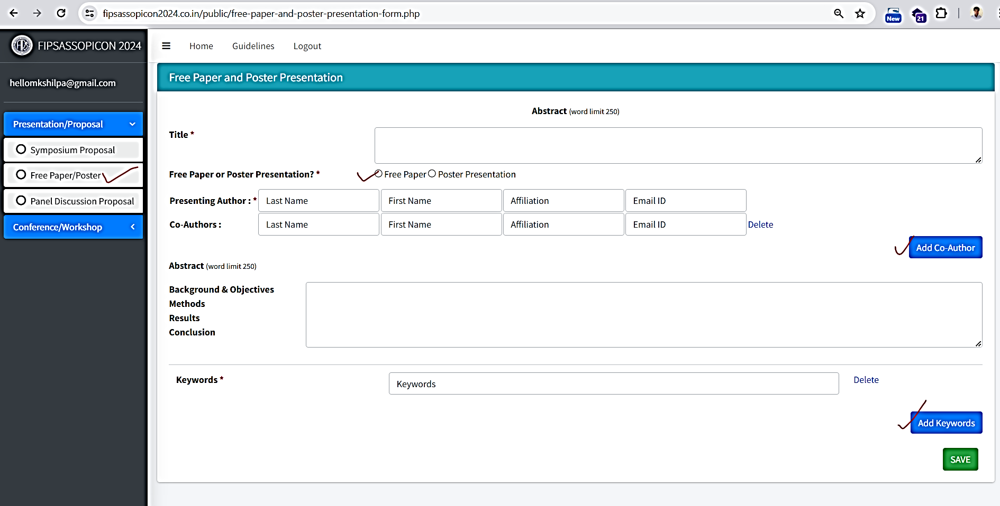 fipsassopicon2024.co.in/public/free-paper-and-poster-presentation-form.php
New
21
FIPSASSOPICON 2024
Home Guidelines Logout
hellomkshilpa@gmail.com
Presentation/Proposal
Symposium Proposal
Free Paper/Poster
Panel Discussion Proposal
Conference/Workshop
Free Paper and Poster Presentation
Abstract (word limit 250)
Title *
Free Paper or Poster Presentation? * Free Paper Poster Presentation
Presenting Author : * Last Name First Name Affiliation Email ID
Co-Authors : Last Name First Name Affiliation Email ID Delete
Add Co-Author
Abstract (word limit 250)
Background & Objectives
Methods
Results
Conclusion
Keywords * Keywords Delete
Add Keywords
SAVE